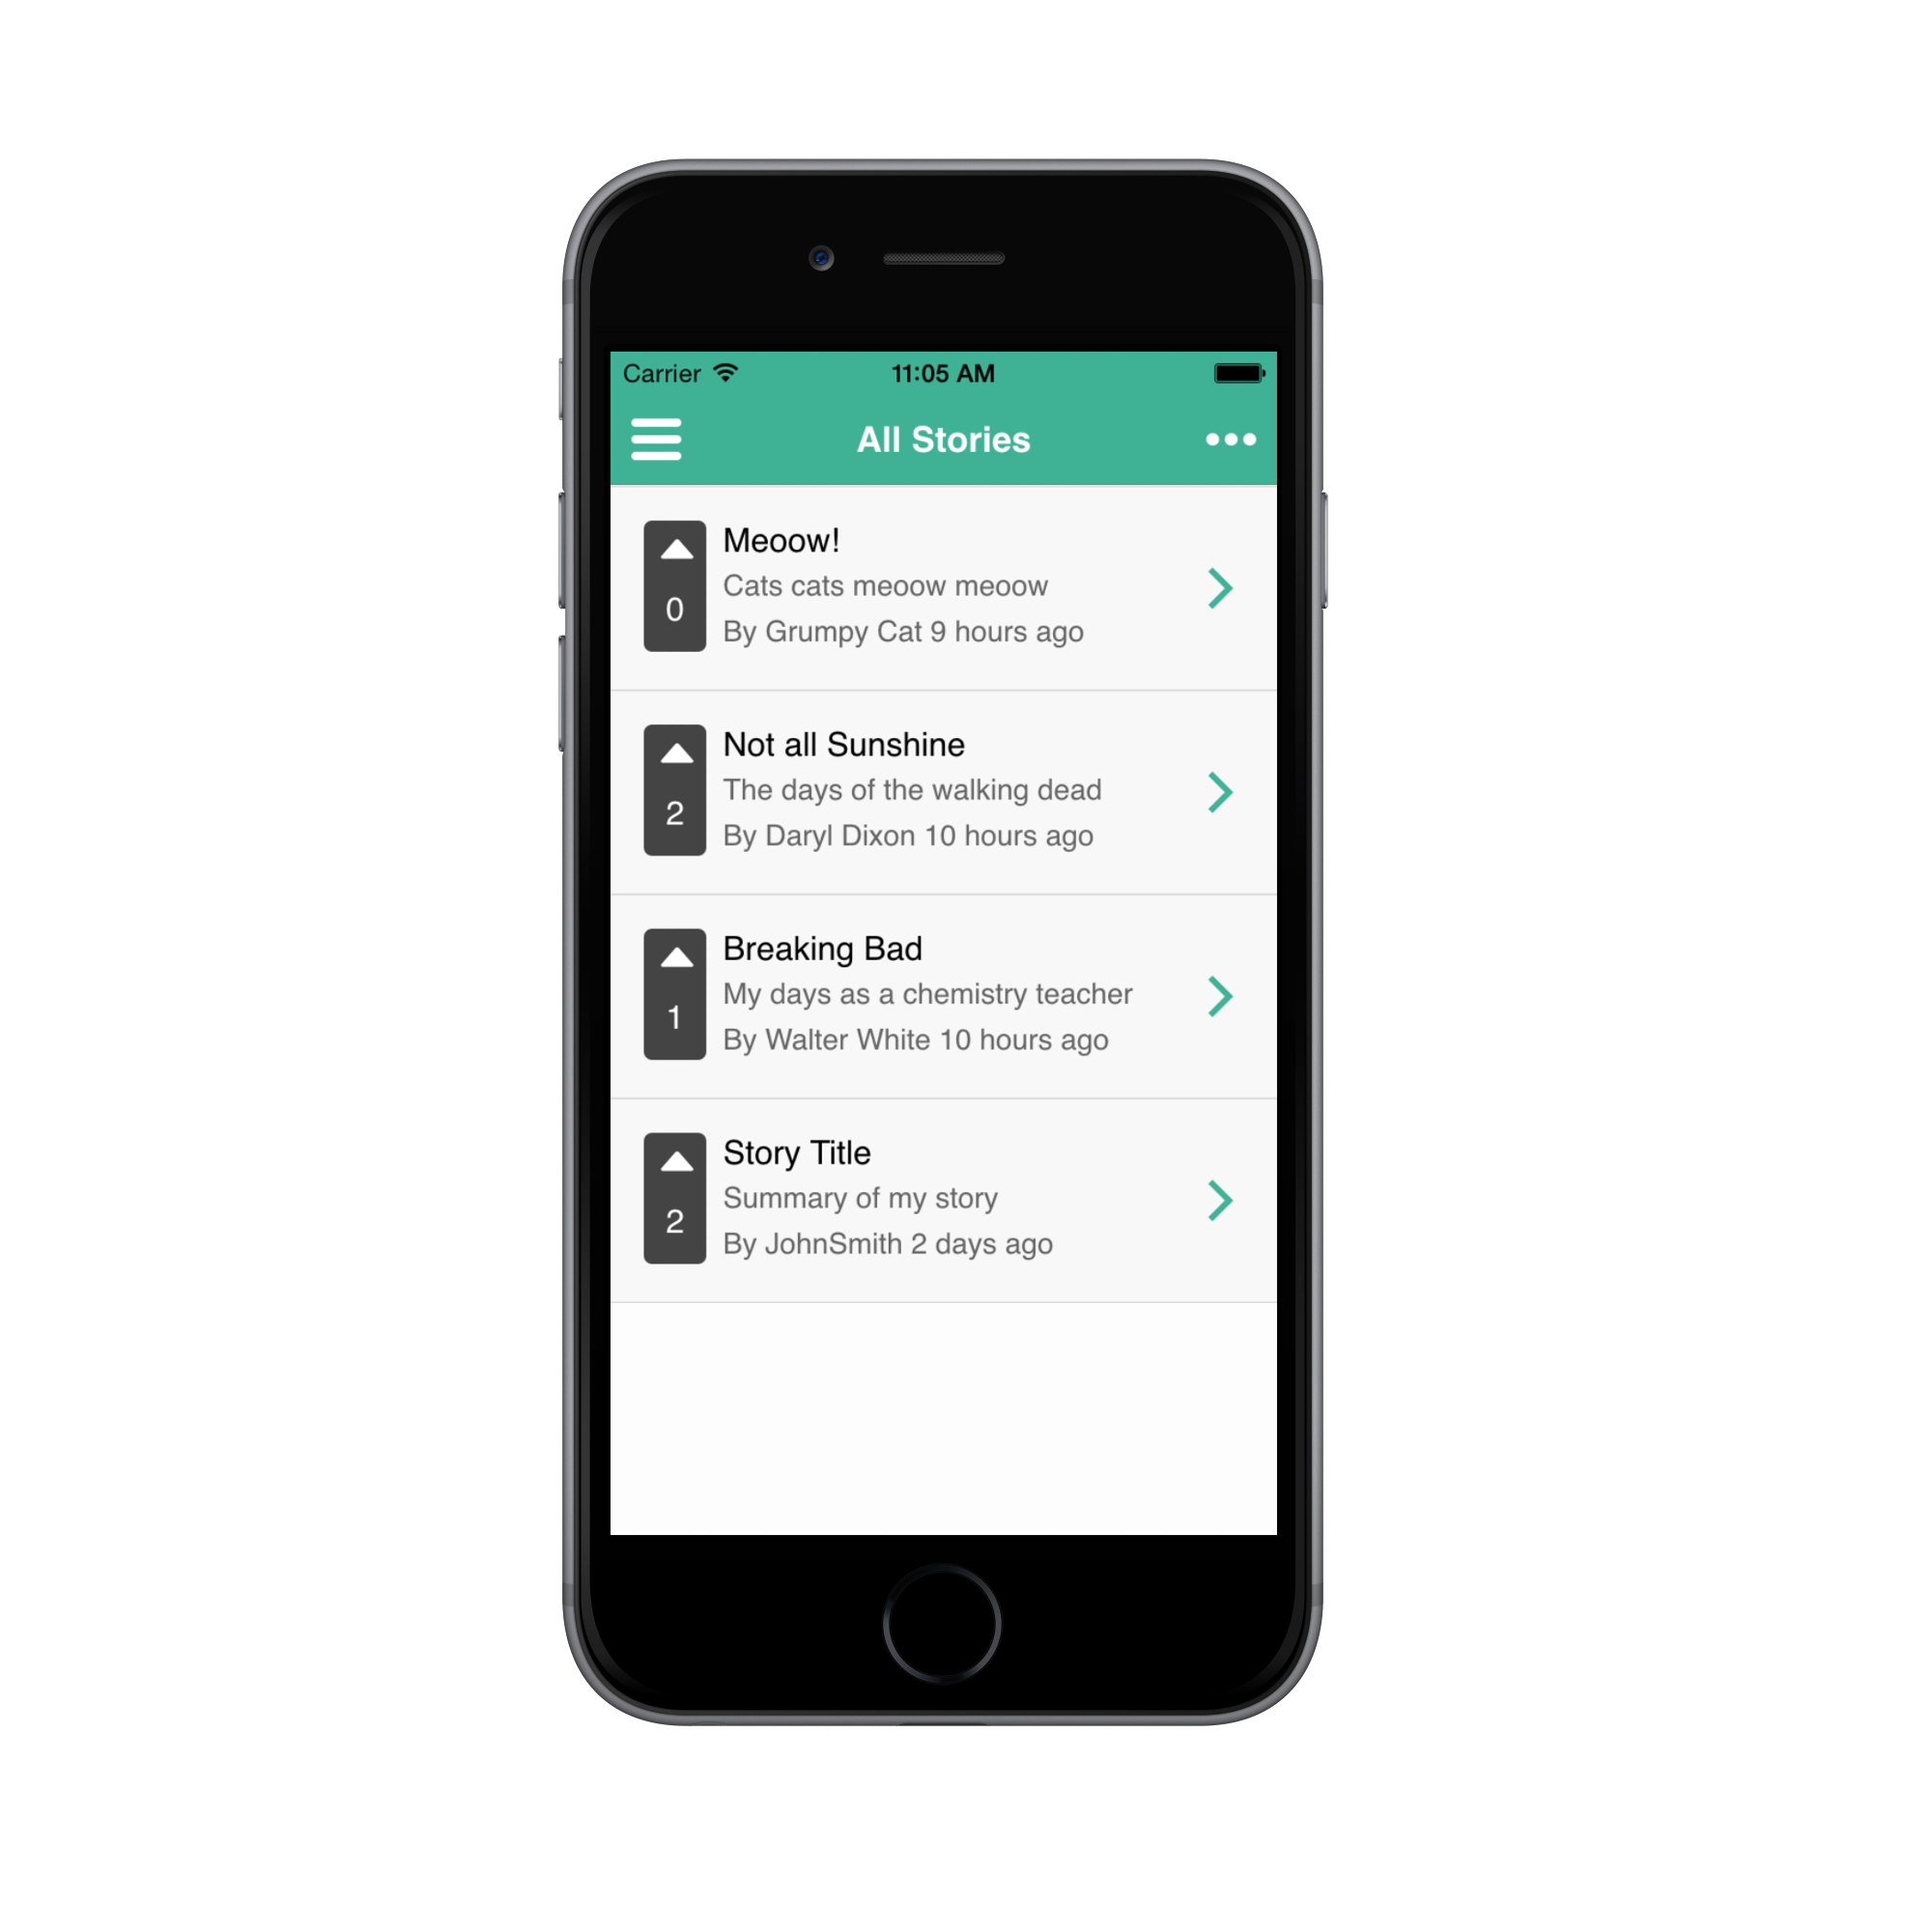 Carrier 11:05 AM
All Stories
Meoow!
Cats cats meoow meoow
0
By Grumpy Cat 9 hours ago
Not all Sunshine
The days of the walking dead
2
By Daryl Dixon 10 hours ago
Breaking Bad
My days as a chemistry teacher
1
By Walter White 10 hours ago
Story Title
Summary of my story
2
By JohnSmith 2 days ago